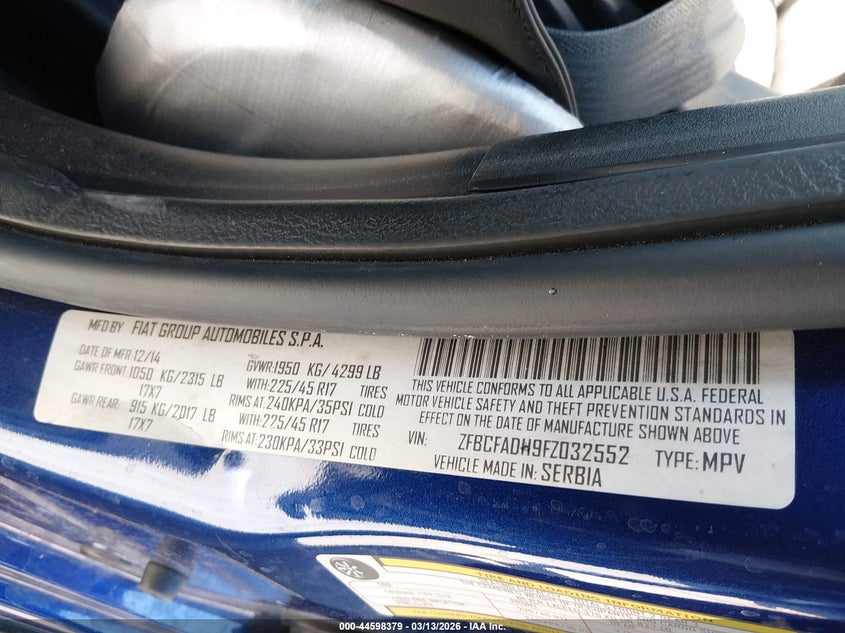 MFD BY FIAT GROUP AUTOMOBILES S.P.A.
DATE OF MFR. 12/14 GVWR: 1950 KG/ 4299 LB
GAWR FRONT: 1050 KG/2315 LB WITH: 225/45 R17 TIRES
17X7 RIMS AT: 240KPA/35PSI COLD
GAWR REAR: 915 KG/2017 LB WITH: 225/45 R17 TIRES
17X7 RIMS AT: 230KPA/33PSI COLD
THIS VEHICLE CONFORMS TO ALL APPLICABLE U.S.A. FEDERAL
MOTOR VEHICLE SAFETY AND THEFT PREVENTION STANDARDS IN
EFFECT ON THE DATE OF MANUFACTURE SHOWN ABOVE
VIN: ZFBCFADH9FZ032552 TYPE: MPV
VEHICLE MADE IN: SERBIA
TIRE AND LOADING INFORMATION
000-44598379 - 03/13/2026 - IAA Inc.